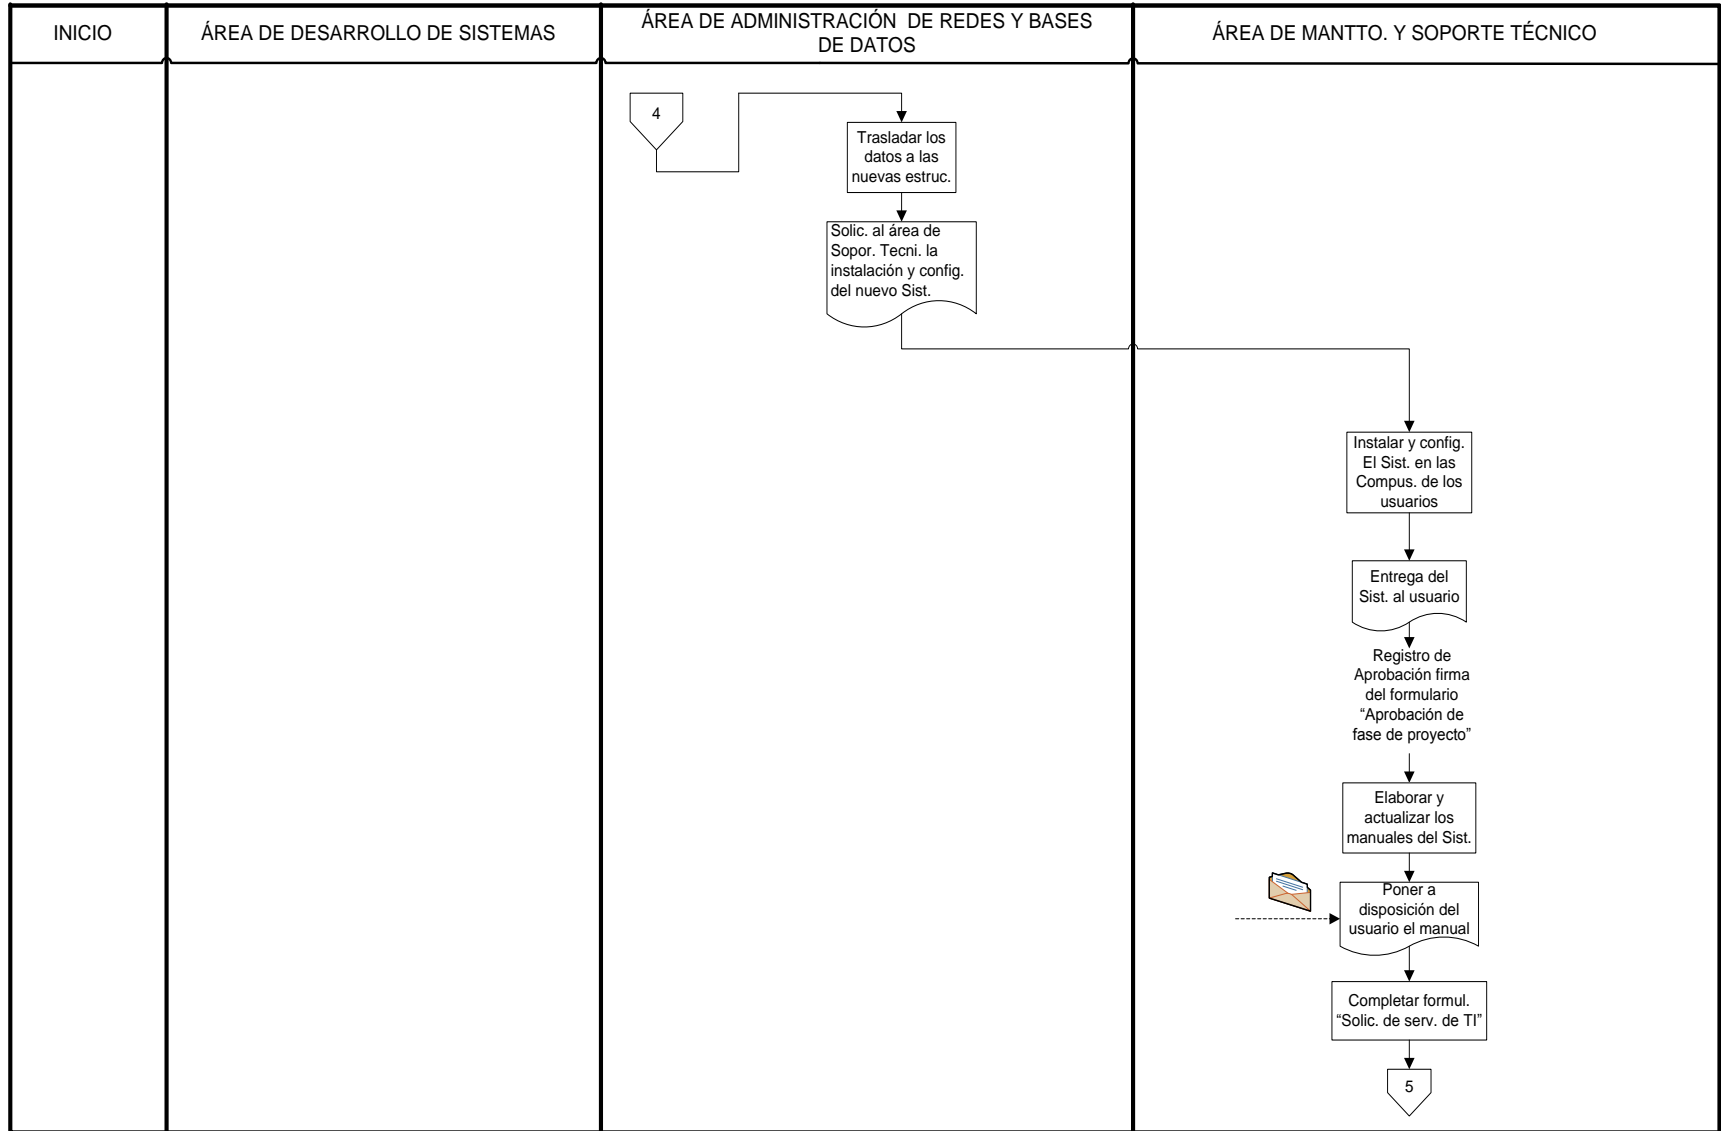 INICIO
ÁREA DE DESARROLLO DE SISTEMAS
ÁREA DE ADMINISTRACIÓN DE REDES Y BASES
DE DATOS
ÁREA DE MANTTO. Y SOPORTE TÉCNICO
4
Trasladar los
datos a las
nuevas estruc.
Solic. al área de
Sopor. Tecni. la
instalación y config.
del nuevo Sist.
Instalar y config.
El Sist. en las
Compus. de los
usuarios
Entrega del
Sist. al usuario
Registro de
Aprobación firma
del formulario
“Aprobación de
fase de proyecto”
Elaborar y
actualizar los
manuales del Sist.
Poner a
disposición del
usuario el manual
Completar formul.
“Solic. de serv. de TI”
5